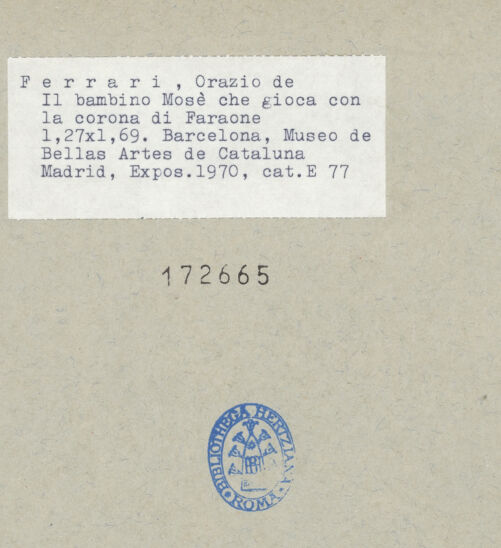 F e r r a r i , Orazio de
Il bambino Mosè che gioca con
la corona di Faraone
1,27x1,69. Barcelona, Museo de
Bellas Artes de Cataluna
Madrid, Expos.1970, cat.E 77
172665
BIBLIOTHECA HERTZIANA
ROMA